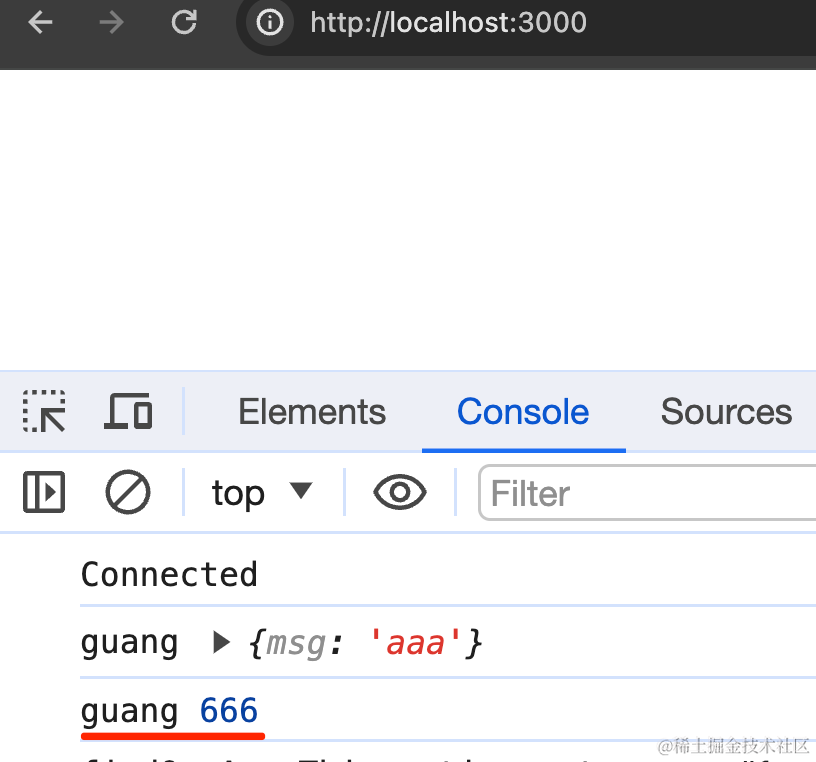 http://localhost:3000
Elements Console Sources
top Filter
Connected
guang {msg: 'aaa'}
guang 666
@稀土掘金技术社区